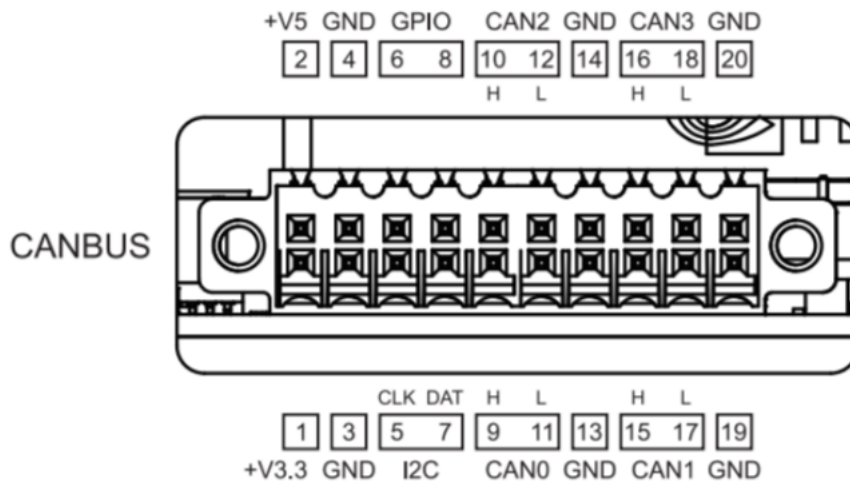 +V5 GND GPIO CAN2 GND CAN3 GND
2 4 6 8 10 12 14 16 18 20
H L H L
CANBUS
CLK DAT H L H L
1 3 5 7 9 11 13 15 17 19
+V3.3 GND I2C CAN0 GND CAN1 GND